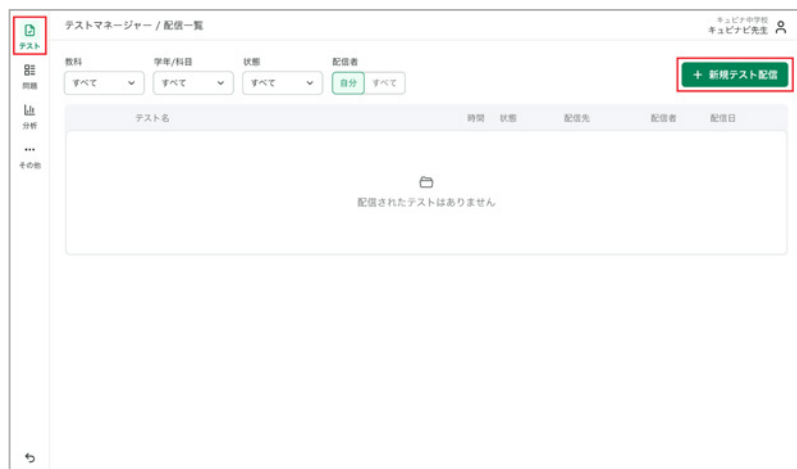 テストマネージャー / 配信一覧
キュビナ中学校
キュビナビ先生
テスト
問題
分析
その他
教科
学年/科目
状態
配信者
すべて
すべて
すべて
自分 すべて
+ 新規テスト配信
テスト名 時間 状態 配信先 配信者 配信日
配信されたテストはありません